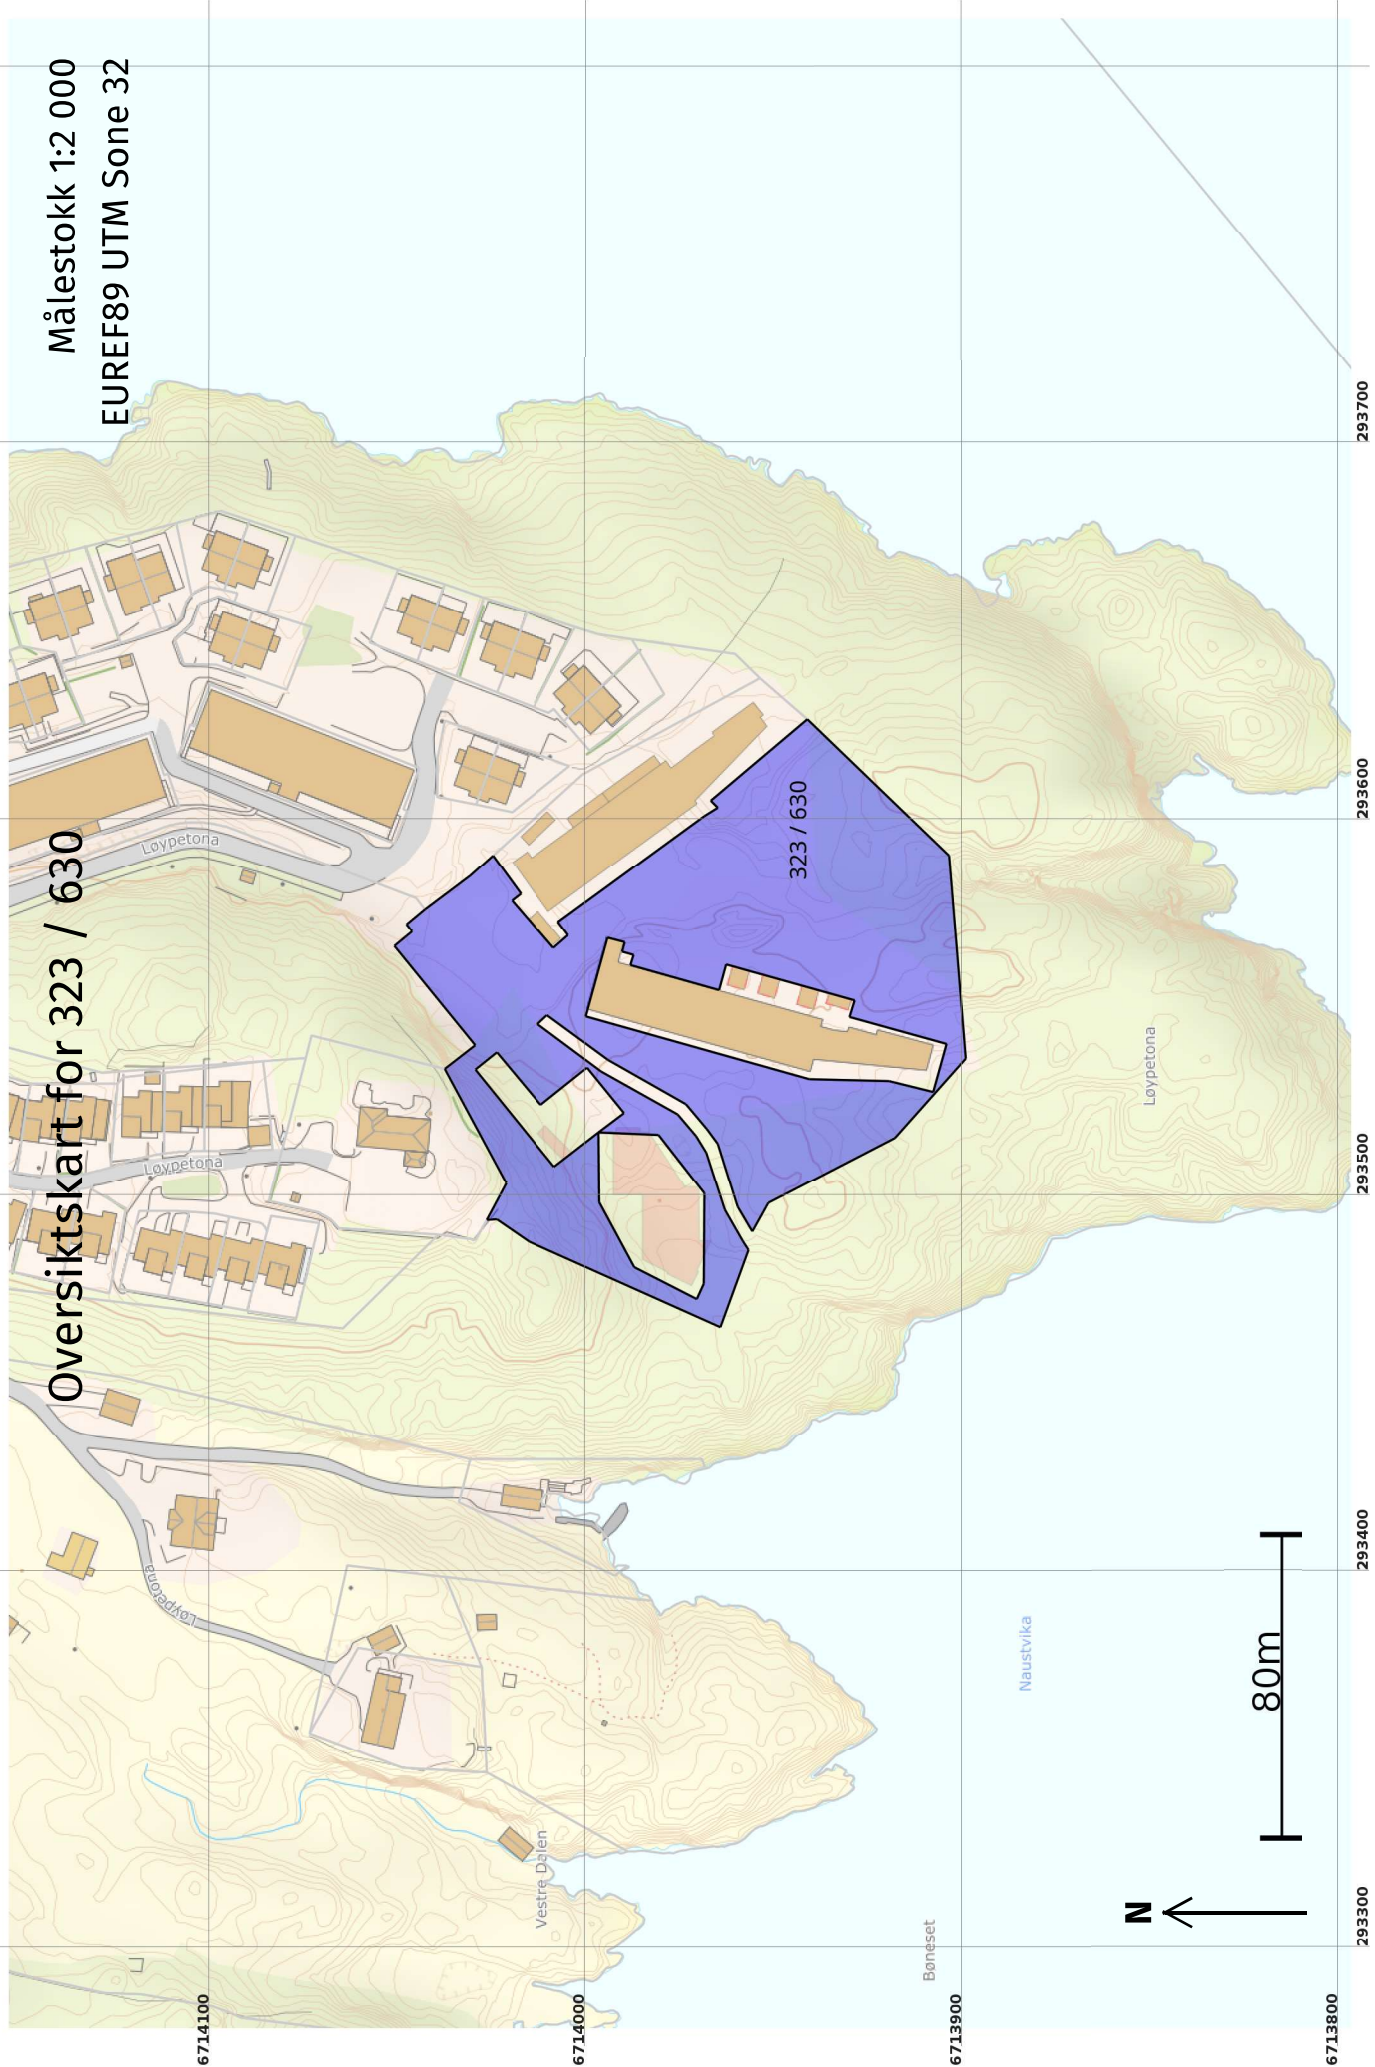 Oversiktskart for 323 / 630
Målestokk 1:2 000
EUREF89 UTM Sone 32
Løypetona
Løypetona
Løypetona
323 / 630
Løypetona
Vestre Dalen
Naustvika
Bøneset
80m
N
6714100
6714000
6713900
6713800
293300
293400
293500
293600
293700